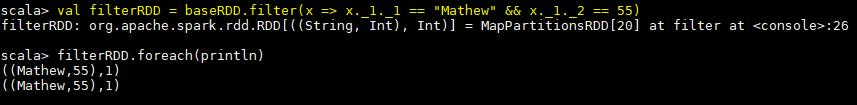 scala> val filterRDD = baseRDD.filter(x => x._1._1 == "Mathew" && x._1._2 == 55)
filterRDD: org.apache.spark.rdd.RDD[((String, Int), Int)] = MapPartitionsRDD[20] at filter at <console>:26
scala> filterRDD.foreach(println)
((Mathew,55),1)
((Mathew,55),1)